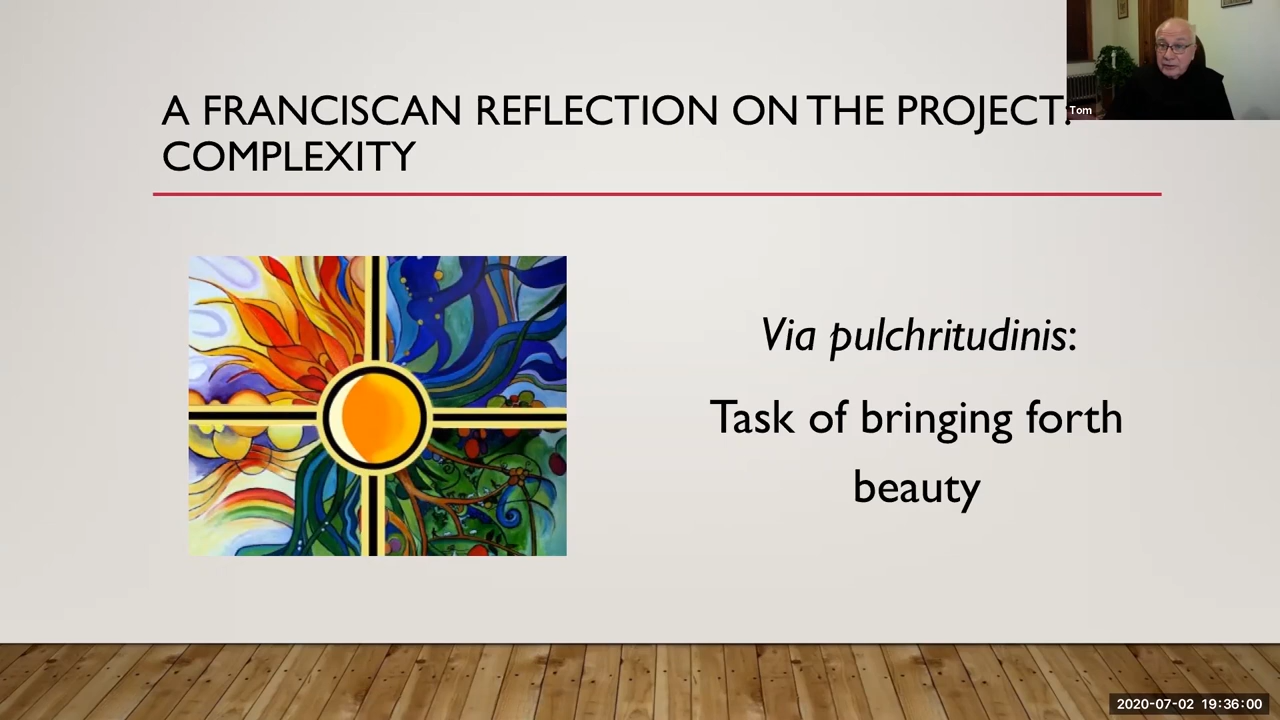 A FRANCISCAN REFLECTION ON THE PROJECT:
COMPLEXITY
Tom
Via pulchritudinis:
Task of bringing forth
beauty
2020-07-02 19:36:00